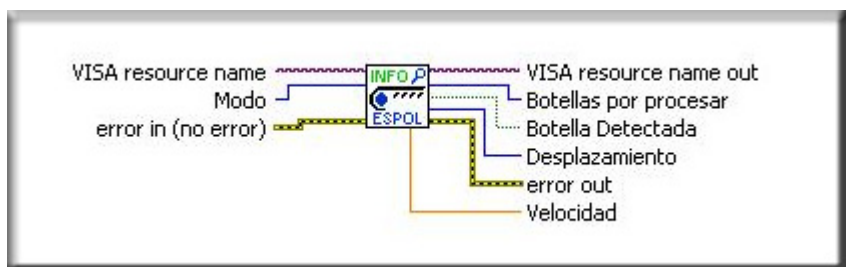 VISA resource name
Modo
error in (no error)
INFO
ESPOL
VISA resource name out
Botellas por procesar
Botella Detectada
Desplazamiento
error out
Velocidad